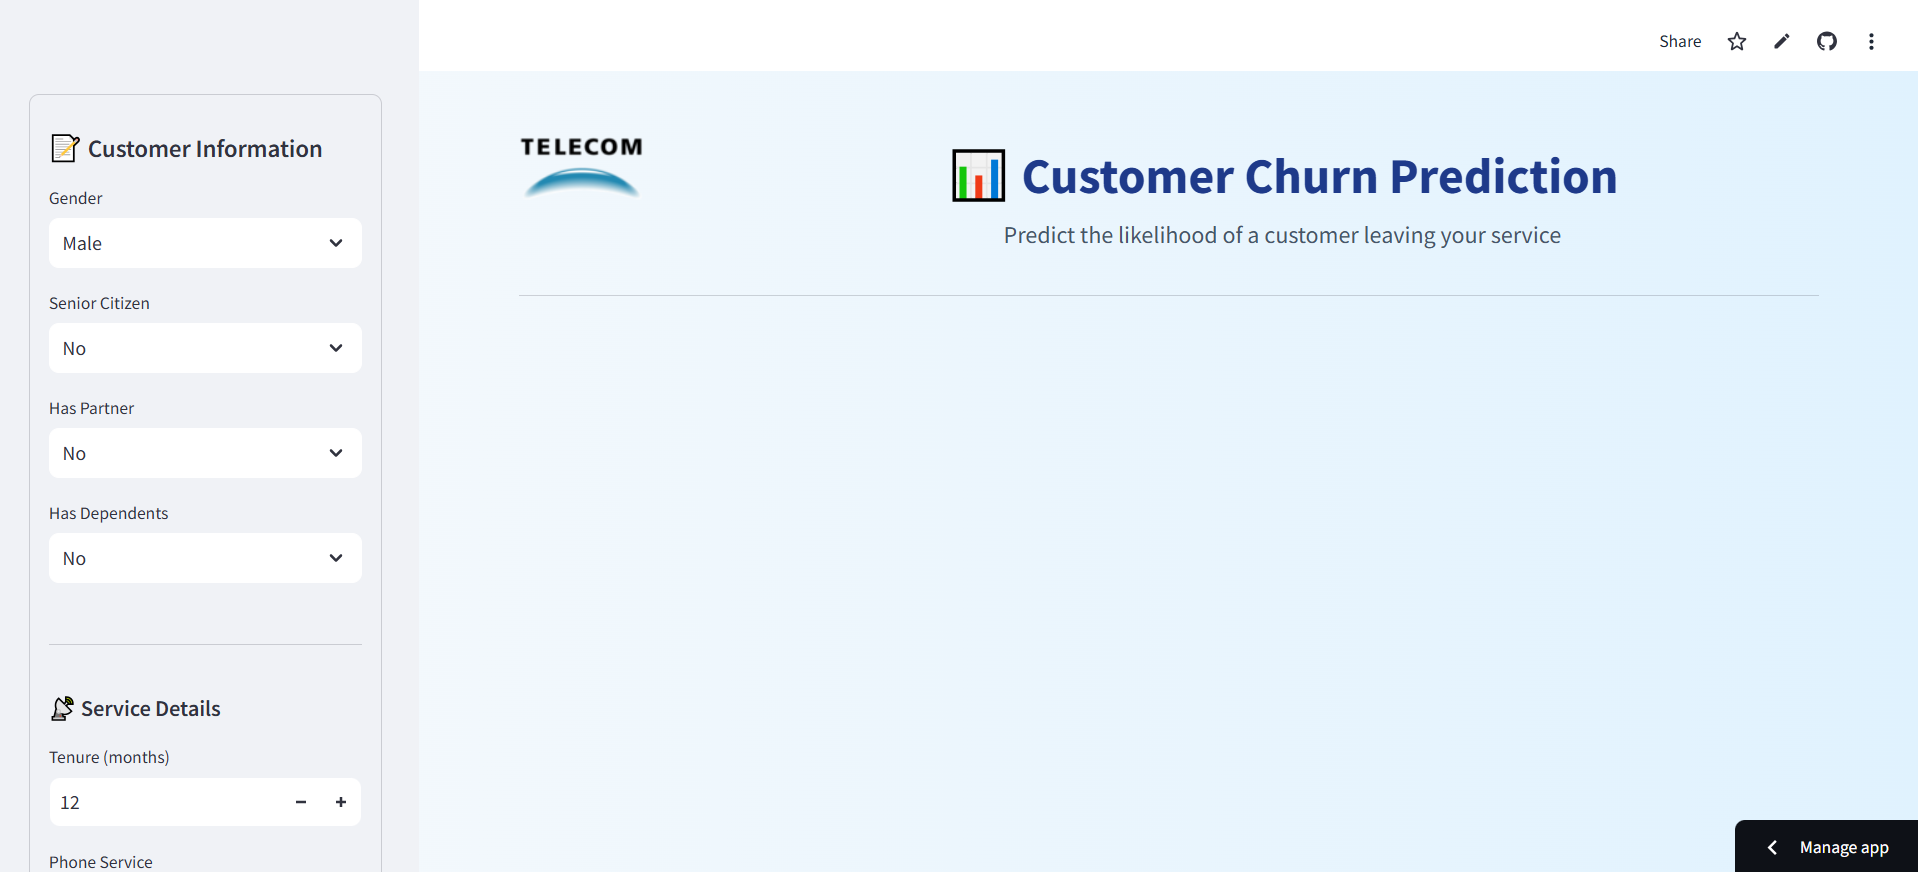 Share
Customer Information
Gender
Male
Senior Citizen
No
Has Partner
No
Has Dependents
No
Service Details
Tenure (months)
12
Phone Service
TELECOM
Customer Churn Prediction
Predict the likelihood of a customer leaving your service
Manage app